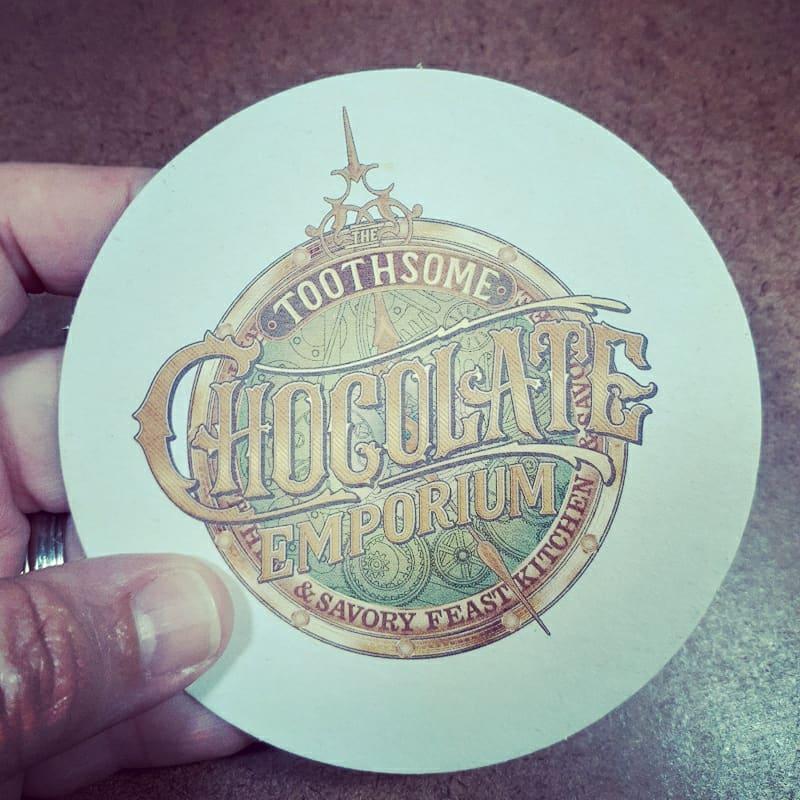 THE
TOOTHSOME
CHOCOLATE
EMPORIUM
& SAVORY FEAST KITCHEN